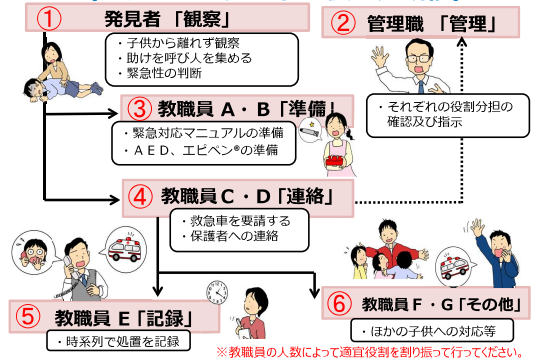 ① 発見者 「観察」
・子供から離れず観察
・助けを呼び人を集める
・緊急性の判断
② 管理職 「管理」
・それぞれの役割分担の
確認及び指示
③ 教職員 A・B「準備」
・緊急対応マニュアルの準備
・AED、エピペン®の準備
④ 教職員C・D「連絡」
・救急車を要請する
・保護者への連絡
⑤ 教職員 E「記録」
・時系列で処置を記録
⑥ 教職員F・G「その他」
・ほかの子供への対応等
※教職員の人数によって適宜役割を割り振って行ってください。